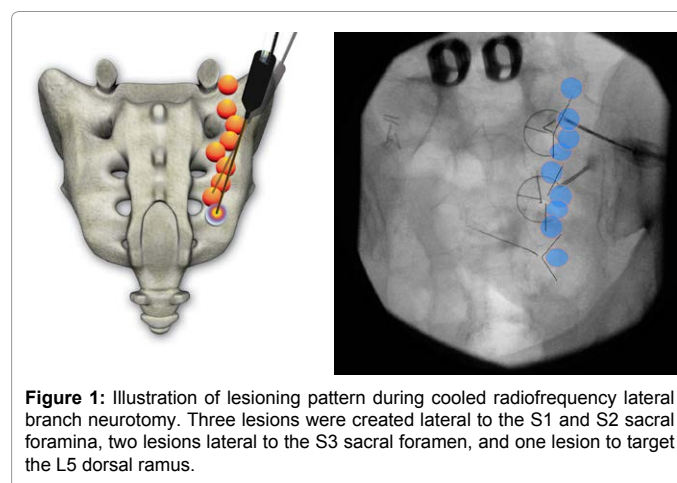 Figure 1: Illustration of lesioning pattern during cooled radiofrequency lateral
branch neurotomy. Three lesions were created lateral to the S1 and S2 sacral
foramina, two lesions lateral to the S3 sacral foramen, and one lesion to target
the L5 dorsal ramus.